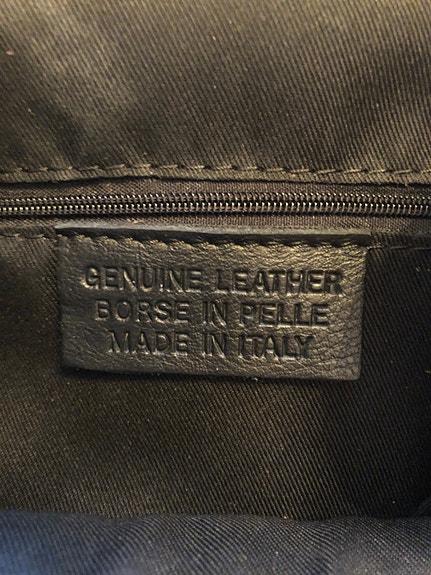 GENUINE LEATHER
BORSE IN PELLE
MADE IN ITALY